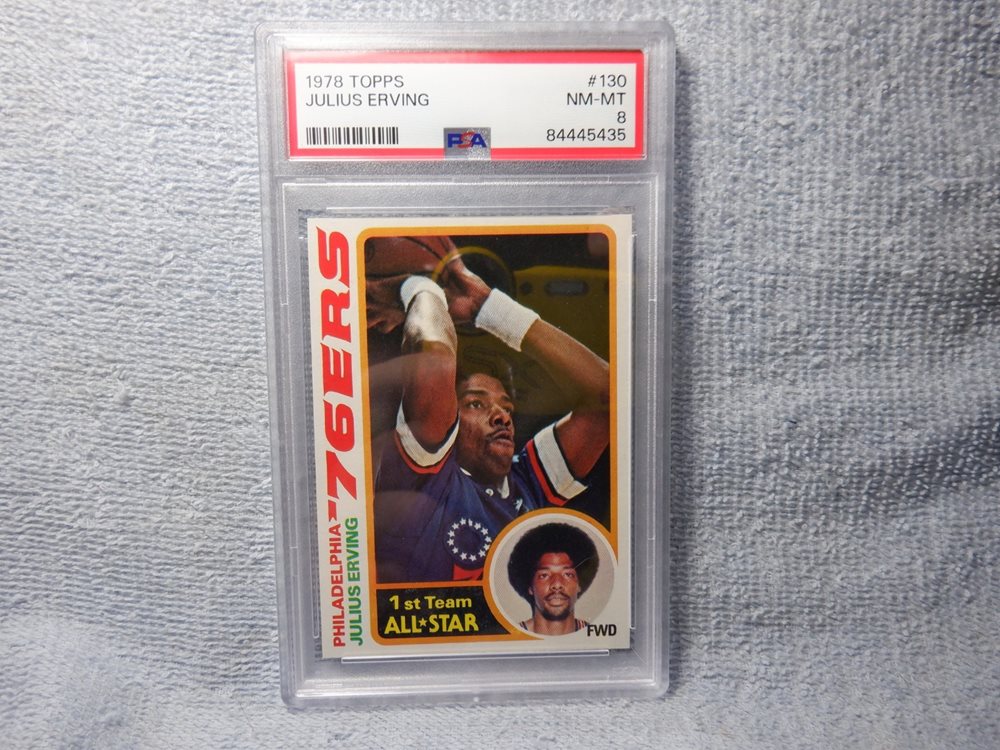 1978 TOPPS #130
JULIUS ERVING NM-MT
8
PSA 84445435
PHILADELPHIA '76ERS
JULIUS ERVING
1st Team
ALL★STAR
FWD